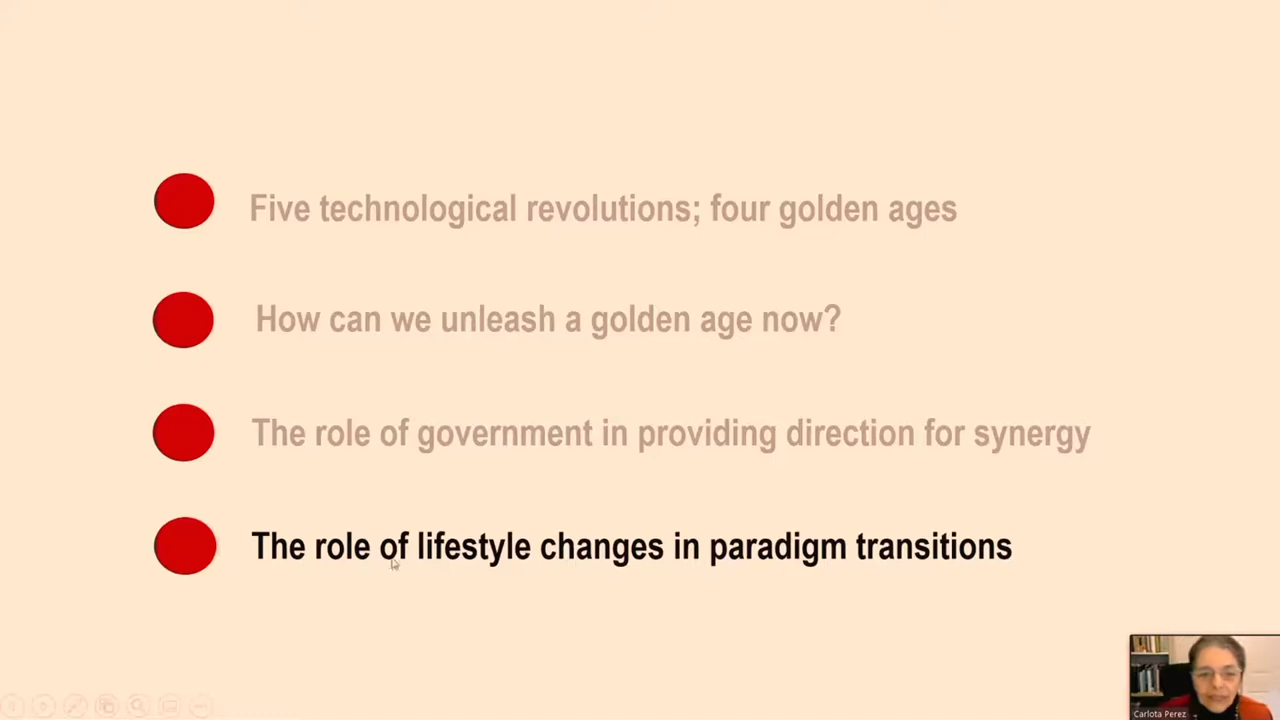 Five technological revolutions; four golden ages
How can we unleash a golden age now?
The role of government in providing direction for synergy
The role of lifestyle changes in paradigm transitions
Carlota Perez